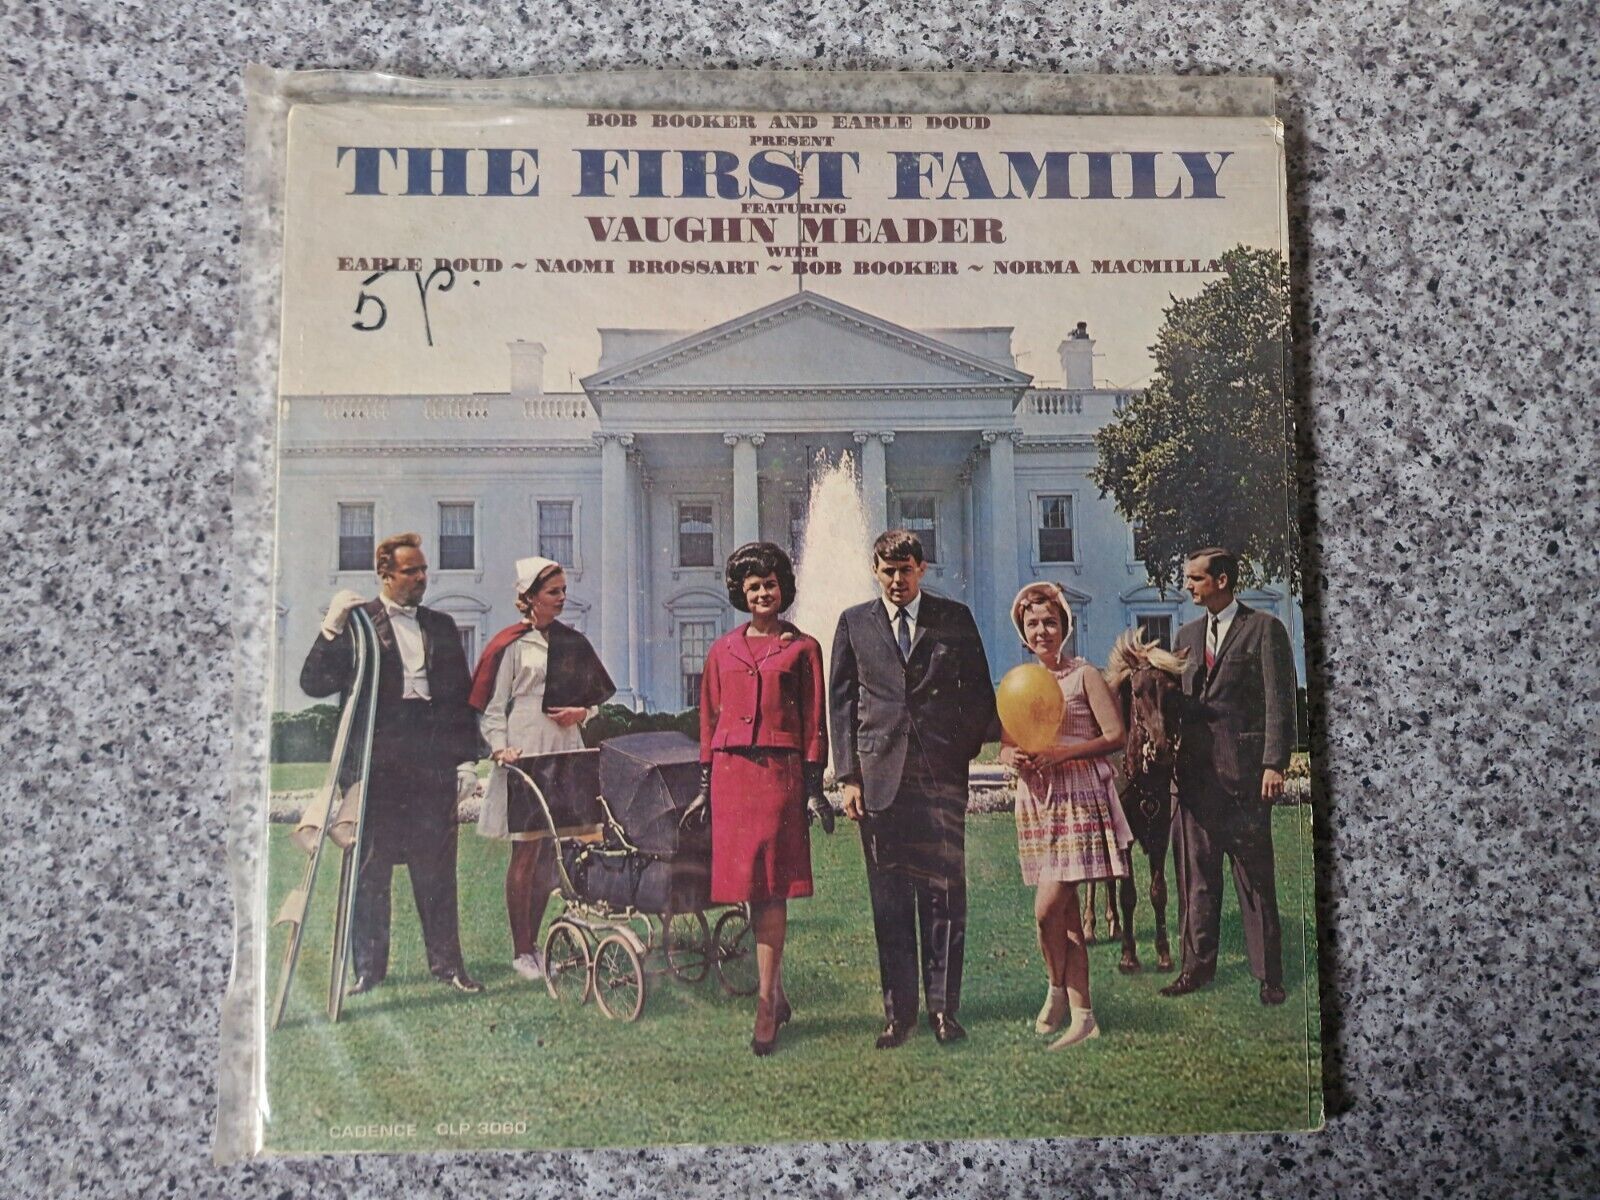 BOB BOOKER AND EARLE DOUD
PRESENT
THE FIRST FAMILY
FEATURING
VAUGHN MEADER
WITH
EARLE DOUD ~ NAOMI BROSSART ~ BOB BOOKER ~ NORMA MACMILLAN
5 p.
CADENCE CLP 3060